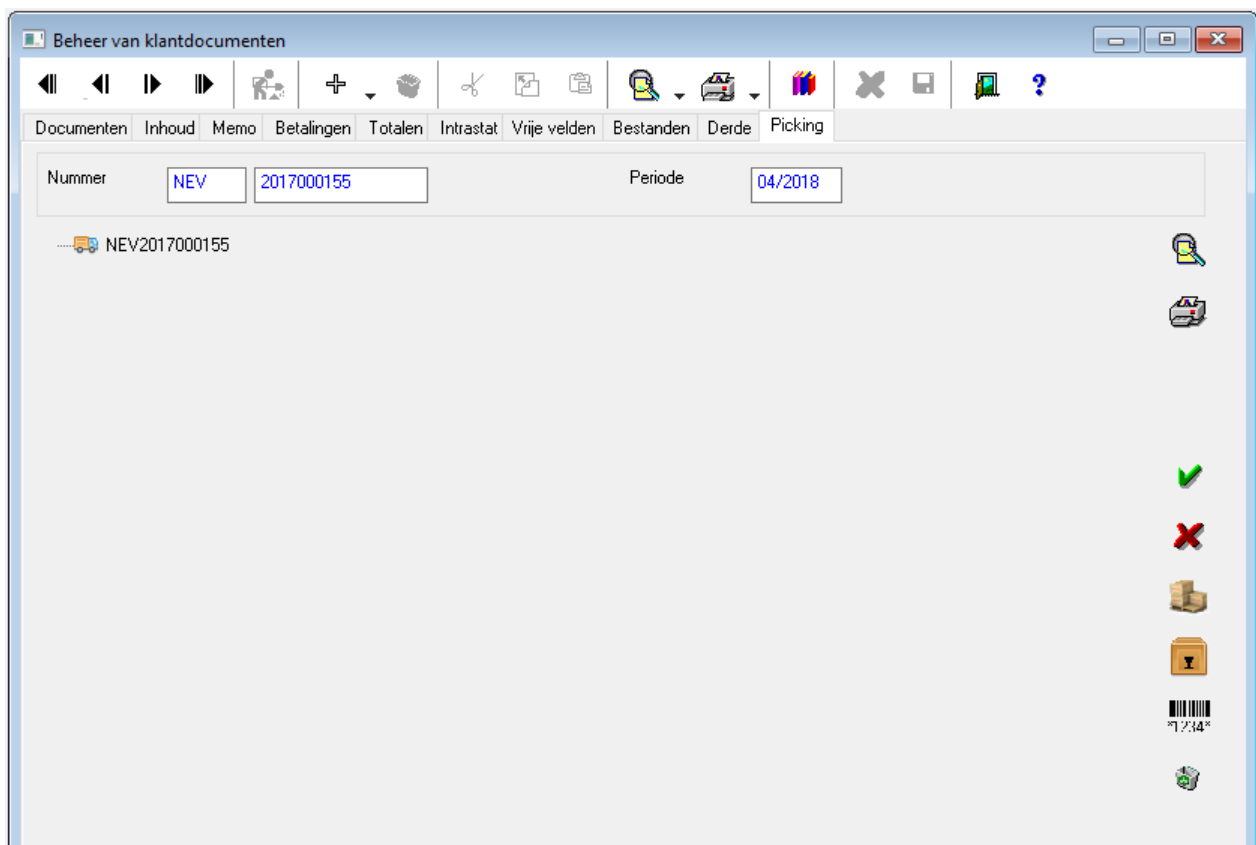 Beheer van klantdocumenten
?
Documenten Inhoud Memo Betalingen Totalen Intrastat Vrije velden Bestanden Derde Picking
Nummer NEV 2017000155 Periode 04/2018
NEV2017000155
*1234*